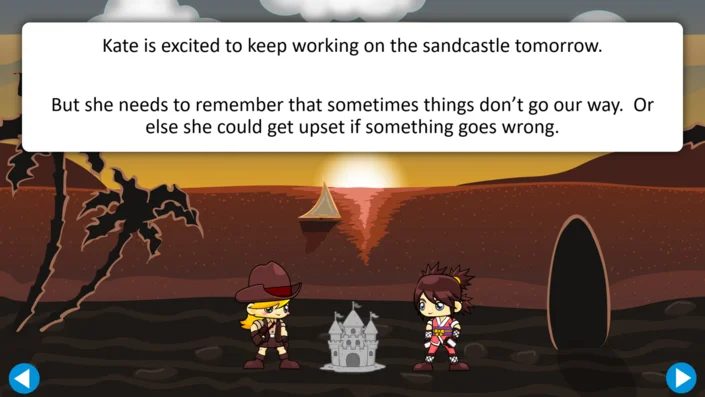 Kate is excited to keep working on the sandcastle tomorrow.
But she needs to remember that sometimes things don’t go our way.  Or
else she could get upset if something goes wrong.